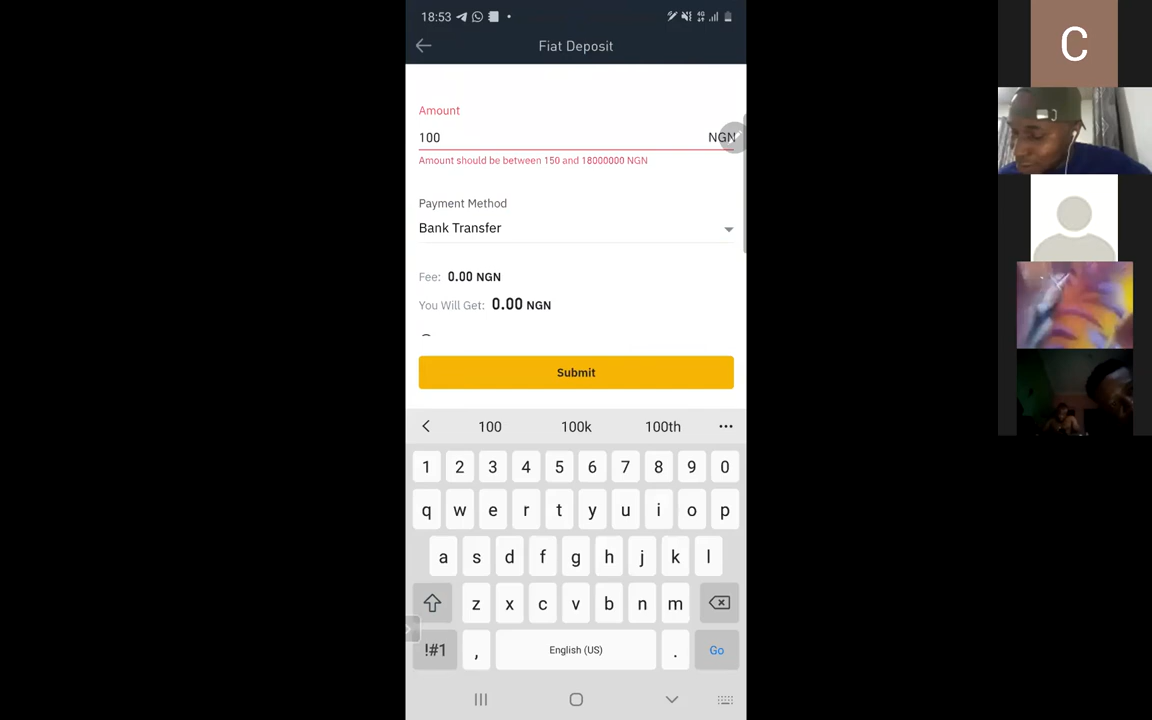 18:53
4G
Fiat Deposit
Amount
100 NGN
Amount should be between 150 and 18000000 NGN
Payment Method
Bank Transfer
Fee: 0.00 NGN
You Will Get: 0.00 NGN
Submit
100 100k 100th
1 2 3 4 5 6 7 8 9 0
q w e r t y u i o p
a s d f g h j k l
z x c v b n m
!#1 , English (US) . Go
C